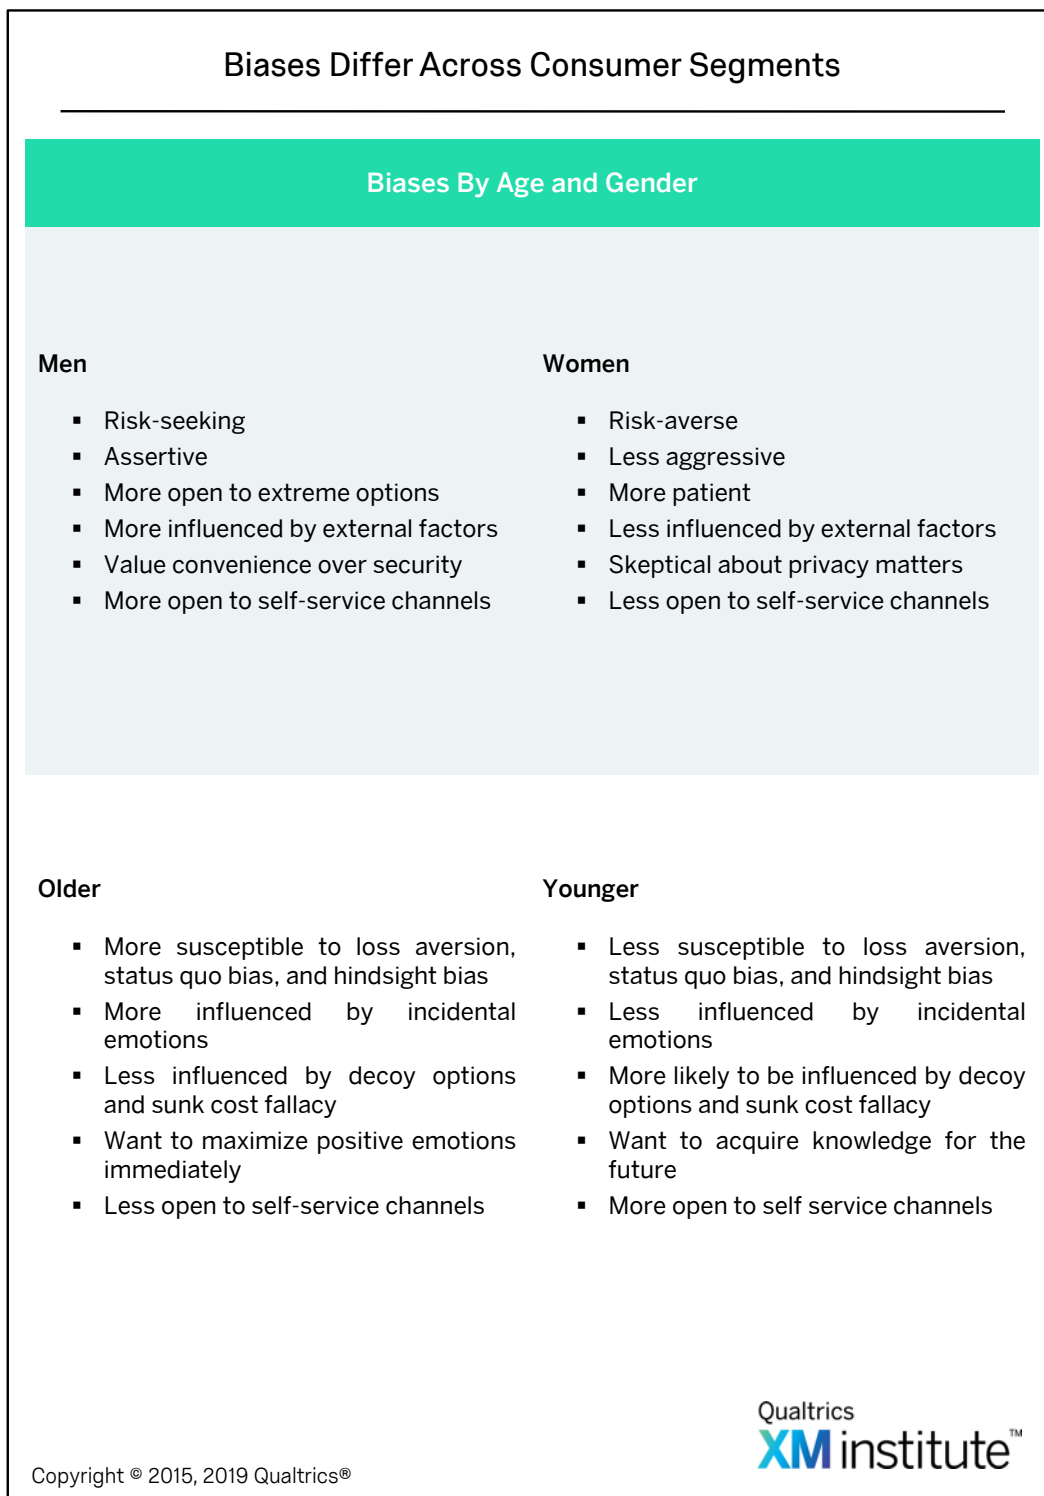 Biases Differ Across Consumer Segments
Biases By Age and Gender
Men
▪ Risk-seeking
▪ Assertive
▪ More open to extreme options
▪ More influenced by external factors
▪ Value convenience over security
▪ More open to self-service channels
Women
▪ Risk-averse
▪ Less aggressive
▪ More patient
▪ Less influenced by external factors
▪ Skeptical about privacy matters
▪ Less open to self-service channels
Older
▪ More susceptible to loss aversion,
status quo bias, and hindsight bias
▪ More influenced by incidental
emotions
▪ Less influenced by decoy options
and sunk cost fallacy
▪ Want to maximize positive emotions
immediately
▪ Less open to self-service channels
Younger
▪ Less susceptible to loss aversion,
status quo bias, and hindsight bias
▪ Less influenced by incidental
emotions
▪ More likely to be influenced by decoy
options and sunk cost fallacy
▪ Want to acquire knowledge for the
future
▪ More open to self service channels
Copyright © 2015, 2019 Qualtrics®
Qualtrics
XM institute™